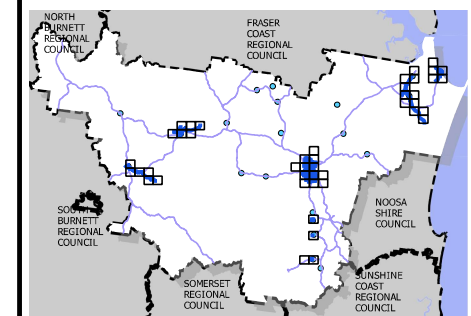 NORTH
BURNETT
REGIONAL
COUNCIL
FRASER
COAST
REGIONAL
COUNCIL
SOUTH
BURNETT
REGIONAL
COUNCIL
NOOSA
SHIRE
COUNCIL
SOMERSET
REGIONAL
COUNCIL
SUNSHINE
COAST
REGIONAL
COUNCIL